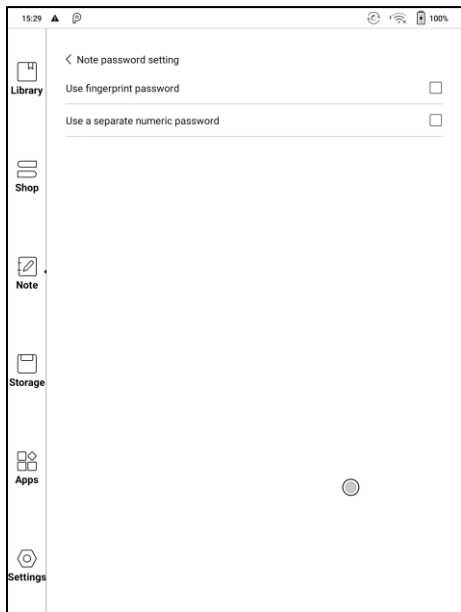 15:29
100%
Note password setting
Use fingerprint password
Use a separate numeric password
Library
Shop
Note
Storage
Apps
Settings